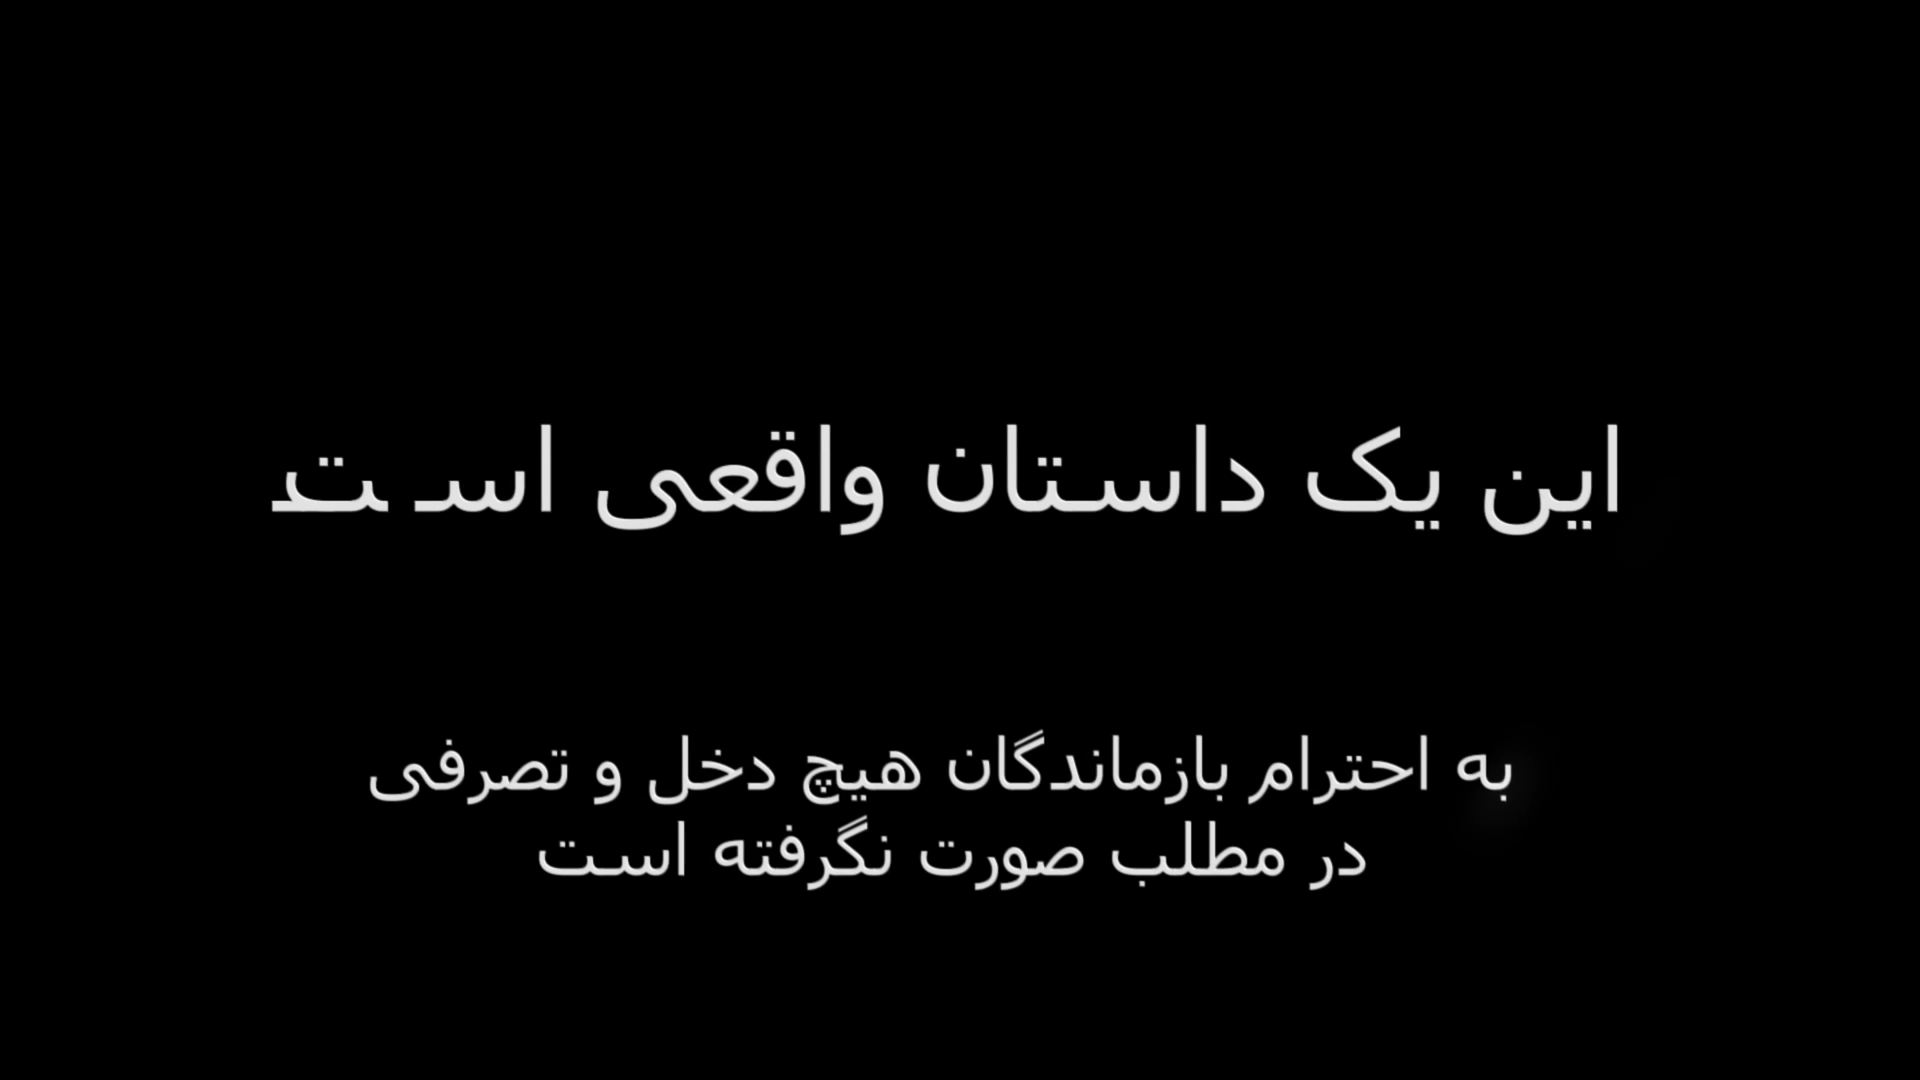 این یک داستان واقعی است
به احترام بازماندگان هیچ دخل و تصرفی
در مطلب صورت نگرفته است